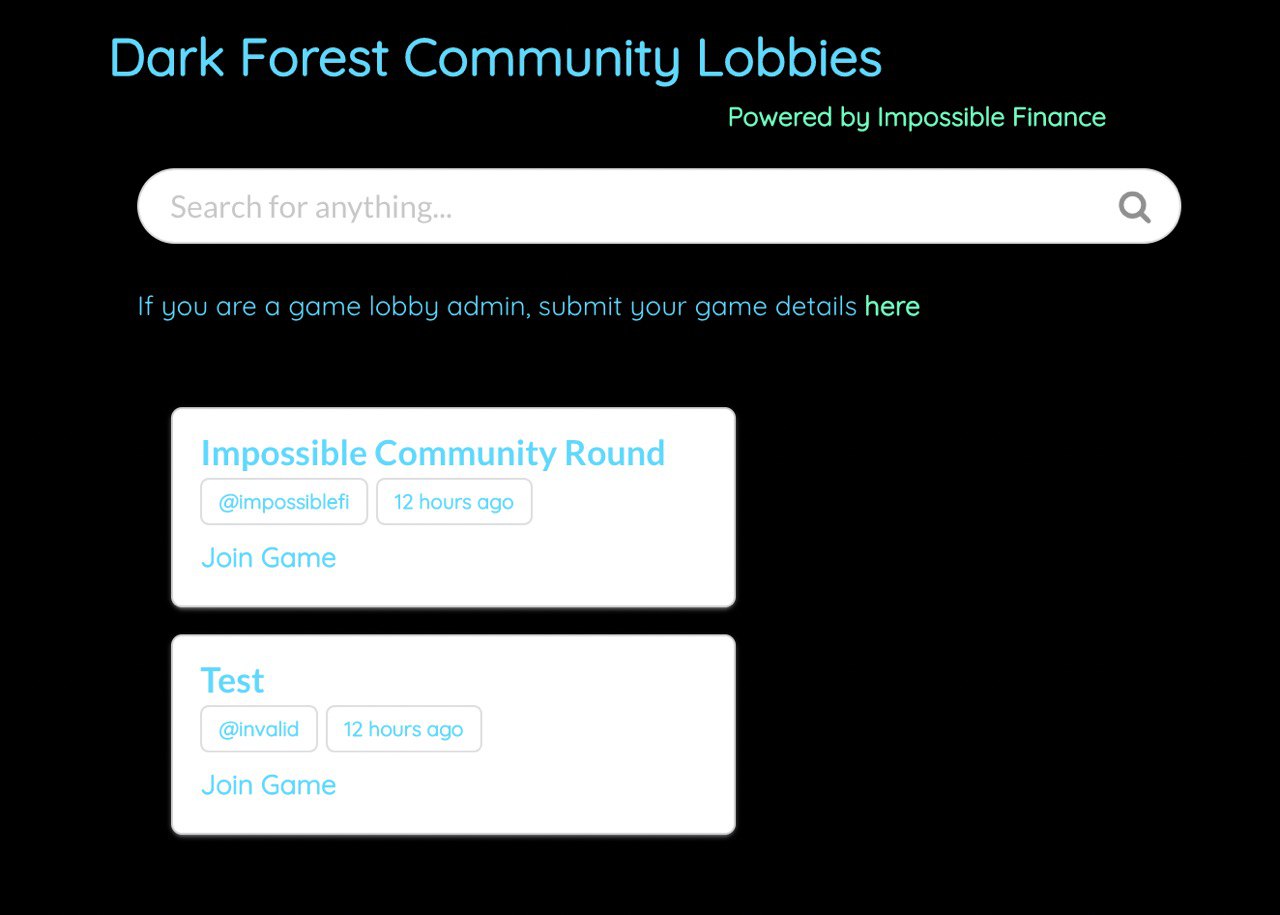 Dark Forest Community Lobbies
Powered by Impossible Finance
Search for anything...
If you are a game lobby admin, submit your game details here
Impossible Community Round
@impossiblefi 12 hours ago
Join Game
Test
@invalid 12 hours ago
Join Game